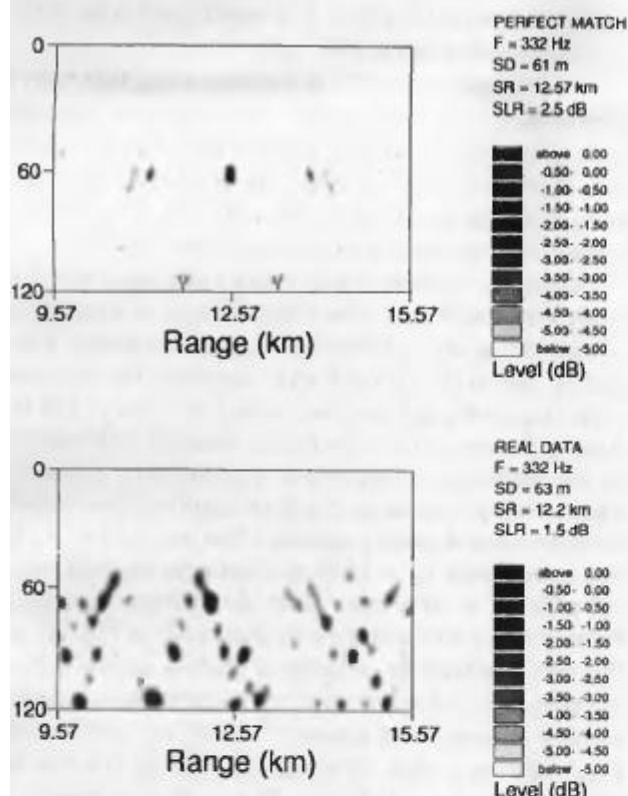 PERFECT MATCH
F = 332 Hz
SD = 61 m
SR = 12.57 km
SLR = 2.5 dB
0
60
120
9.57
12.57
15.57
Range (km)
above 0.00
-0.50- 0.00
-1.00- -0.50
-1.50- -1.00
-2.00- -1.50
-2.50- -2.00
-3.00- -2.50
-3.50- -3.00
-4.00- -3.50
-4.50- -4.00
-5.00- -4.50
below -5.00
Level (dB)
REAL DATA
F = 332 Hz
SD = 63 m
SR = 12.2 km
SLR = 1.5 dB
0
60
120
9.57
12.57
15.57
Range (km)
above 0.00
-0.50- 0.00
-1.00- -0.50
-1.50- -1.00
-2.00- -1.50
-2.50- -2.00
-3.00- -2.50
-3.50- -3.00
-4.00- -3.50
-4.50- -4.00
-5.00- -4.50
below -5.00
Level (dB)